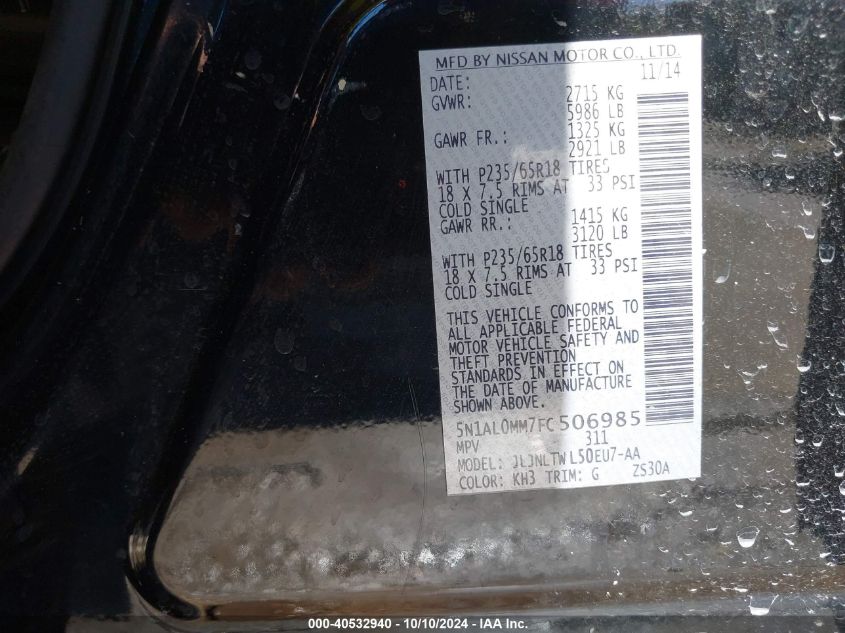 MFD BY NISSAN MOTOR CO., LTD.
DATE: 11/14
GVWR: 2715 KG
5986 LB
GAWR FR.: 1325 KG
2921 LB
WITH P235/65R18 TIRES
18 X 7.5 RIMS AT 33 PSI
COLD SINGLE
GAWR RR.: 1415 KG
3120 LB
WITH P235/65R18 TIRES
18 X 7.5 RIMS AT 33 PSI
COLD SINGLE
THIS VEHICLE CONFORMS TO
ALL APPLICABLE FEDERAL
MOTOR VEHICLE SAFETY AND
THEFT PREVENTION
STANDARDS IN EFFECT ON
THE DATE OF MANUFACTURE
SHOWN ABOVE.
5N1AL0MM7FC506985
MPV 311
MODEL: JLJNLTWL50EU7-AA
COLOR: KH3 TRIM: G ZS30A
000-40532940 - 10/10/2024 - IAA Inc.